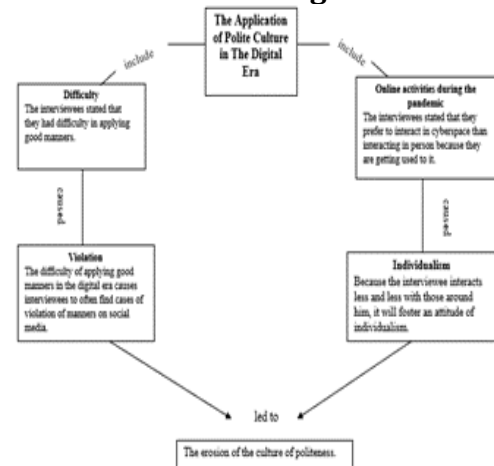 The Application
of Polite Culture
in The Digital
Era
include
include
Difficulty
The interviewees stated that
they had difficulty in applying
good manners.
Online activities during the
pandemic
The interviewees stated that they
prefer to interact in cyberspace than
interacting in person because they
are getting used to it.
caused
caused
Violation
The difficulty of applying good
manners in the digital era causes
interviewees to often find cases of
violation of manners on social
media.
Individualism
Because the interviewee interacts
less and less with those around
him, it will foster an attitude of
individualism.
led to
The erosion of the culture of politeness.